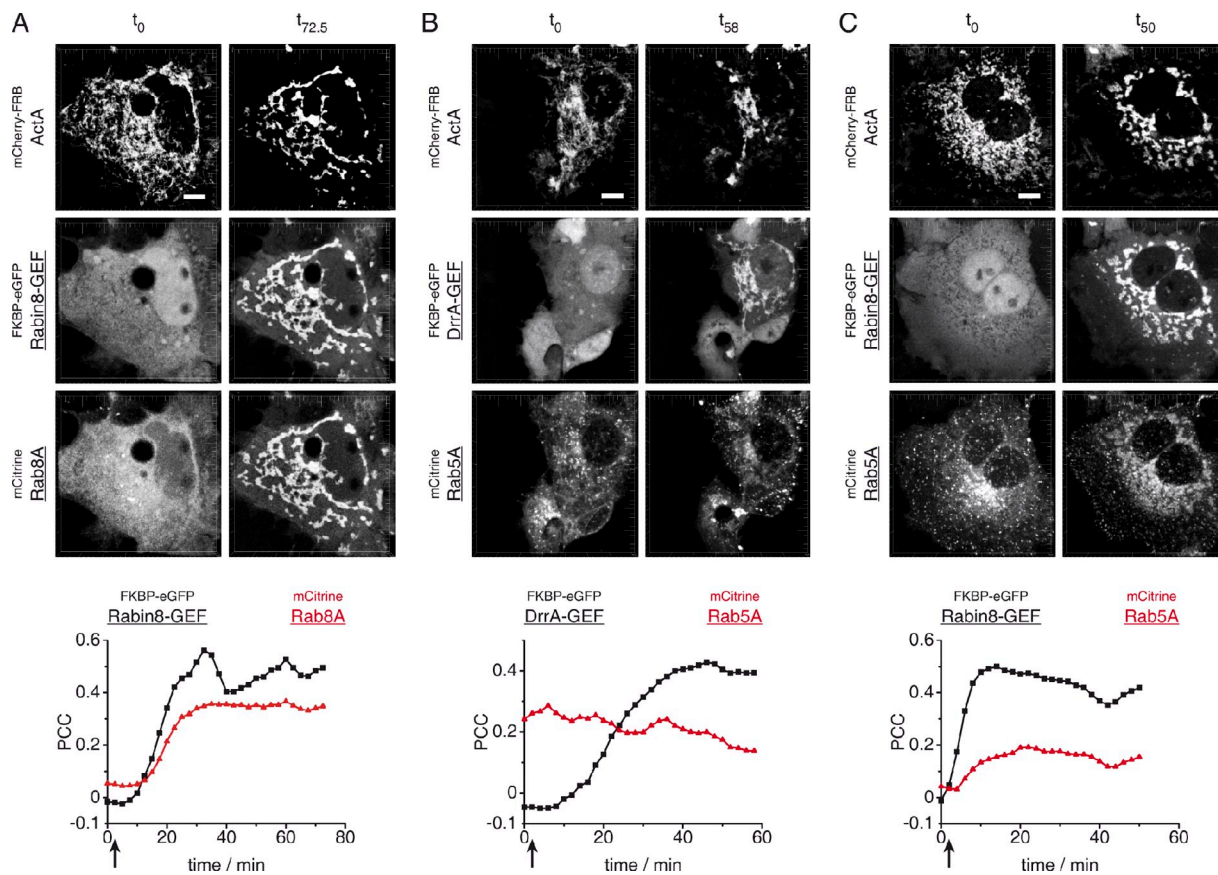 A
t0
t72.5
B
t0
t58
C
t0
t50
mCherry-FRB
ActA
mCherry-FRB
ActA
mCherry-FRB
ActA
FKBP-eGFP
Rabin8-GEF
FKBP-eGFP
DrrA-GEF
FKBP-eGFP
Rabin8-GEF
mCitrine
Rab8A
mCitrine
Rab5A
mCitrine
Rab5A
FKBP-eGFP
Rabin8-GEF
mCitrine
Rab8A
0.6
0.4
0.2
0
-0.1
PCC
0 20 40 60 80
time / min
FKBP-eGFP
DrrA-GEF
mCitrine
Rab5A
0.6
0.4
0.2
0
-0.1
PCC
0 20 40 60
time / min
FKBP-eGFP
Rabin8-GEF
mCitrine
Rab5A
0.6
0.4
0.2
0
-0.1
PCC
0 10 20 30 40 50 60
time / min